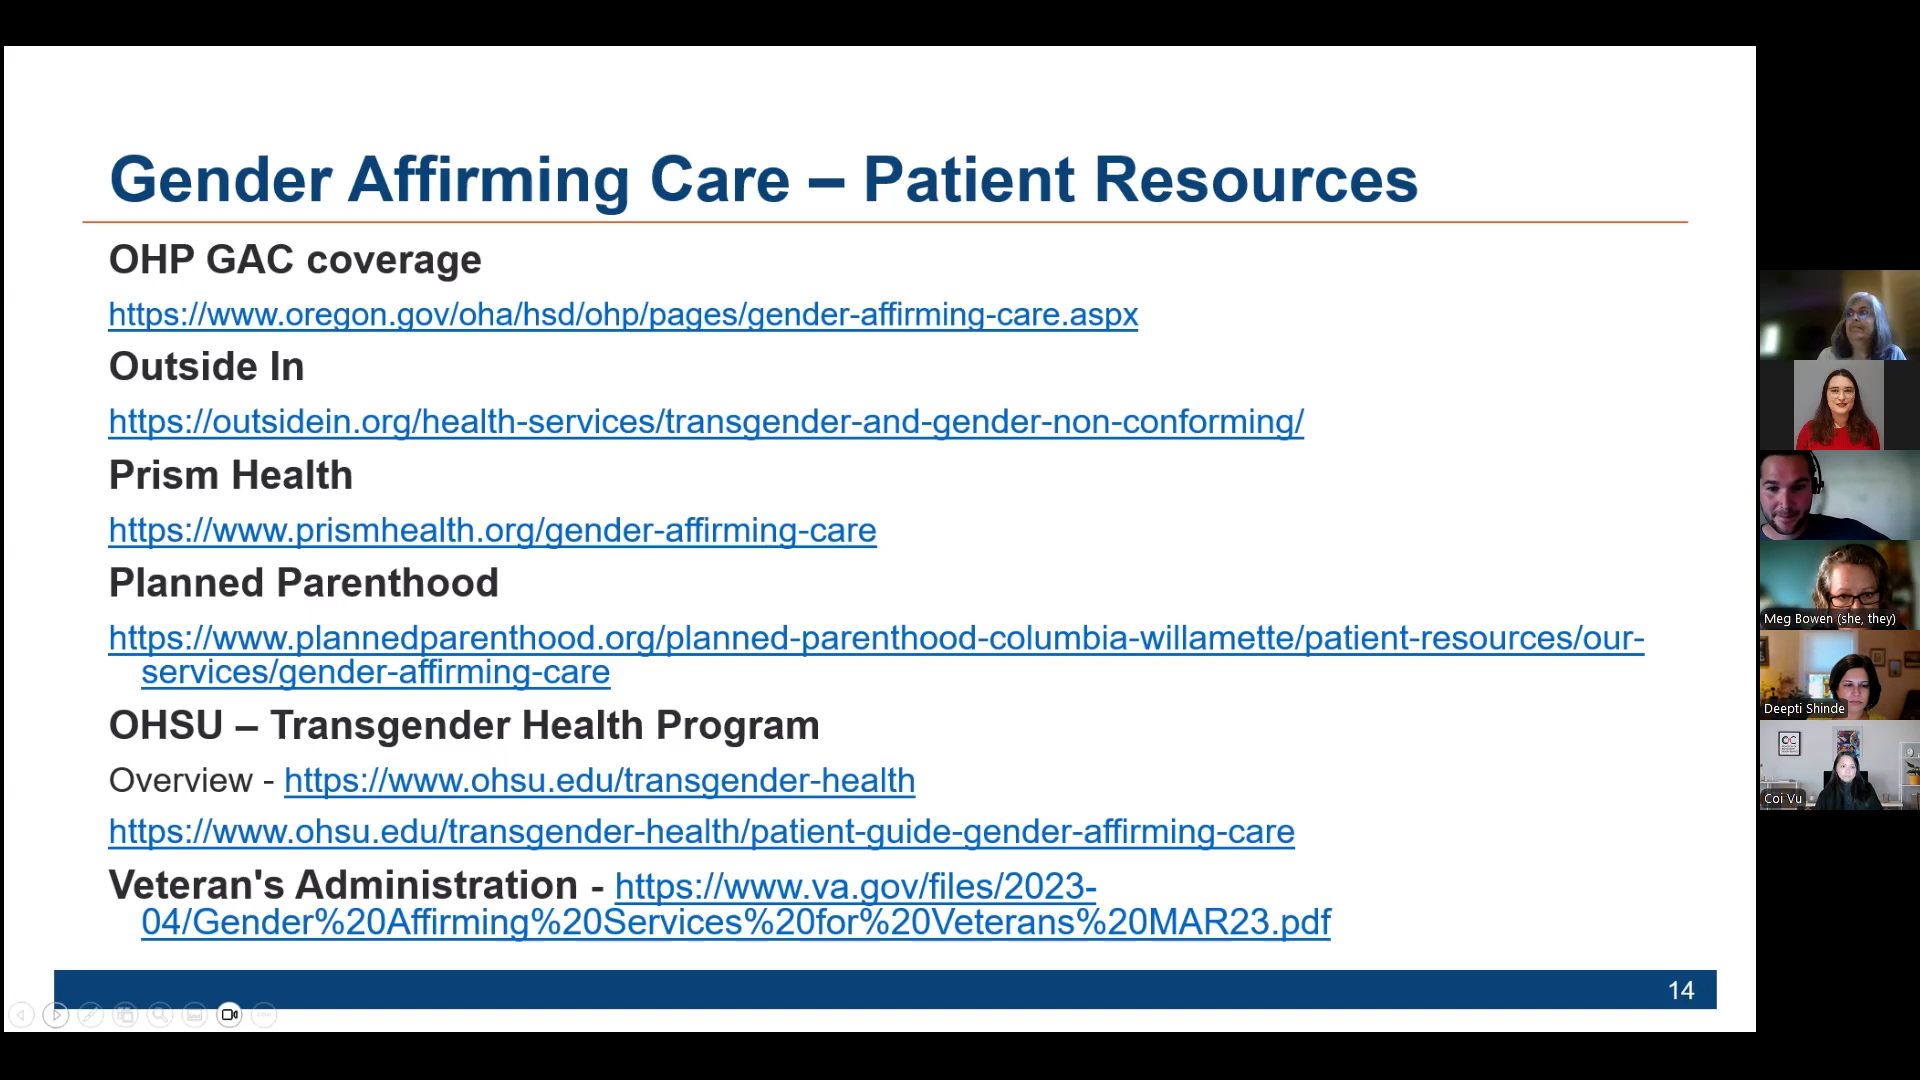 Gender Affirming Care – Patient Resources
OHP GAC coverage
https://www.oregon.gov/oha/hsd/ohp/pages/gender-affirming-care.aspx
Outside In
https://outsidein.org/health-services/transgender-and-gender-non-conforming/
Prism Health
https://www.prismhealth.org/gender-affirming-care
Planned Parenthood
https://www.plannedparenthood.org/planned-parenthood-columbia-willamette/patient-resources/our-
services/gender-affirming-care
OHSU – Transgender Health Program
Overview - https://www.ohsu.edu/transgender-health
https://www.ohsu.edu/transgender-health/patient-guide-gender-affirming-care
Veteran's Administration - https://www.va.gov/files/2023-
04/Gender%20Affirming%20Services%20for%20Veterans%20MAR23.pdf
14
Meg Bowen (she, they)
Deepti Shinde
Coi Vu